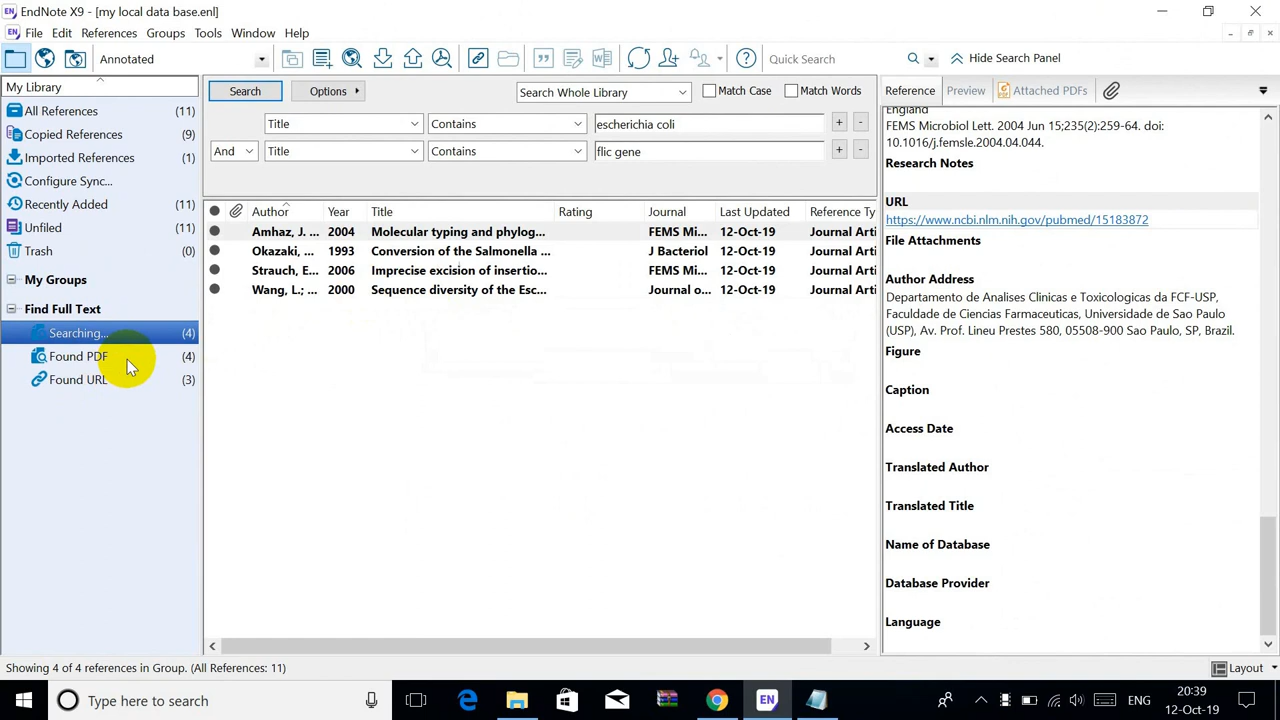 EndNote X9 - [my local data base.enl]
File Edit References Groups Tools Window Help
Annotated
Quick Search
Hide Search Panel
My Library
All References (11)
Copied References (9)
Imported References (2)
Configure Sync...
Recently Added (11)
Unfiled (11)
Trash (0)
My Groups
Find Full Text
Searching... (4)
Found PDF (4)
Found URL (3)
Search
Options
Search Whole Library
Match Case
Match Words
Title Contains escherichia coli + -
And Title Contains flic gene + -
Author Year Title Rating Journal Last Updated Reference Ty
Amhaz, J. ... 2004 Molecular typing and phylog... FEMS Mi... 12-Oct-19 Journal Arti
Okazaki, ... 1993 Conversion of the Salmonella ... J Bacteriol 12-Oct-19 Journal Arti
Strauch, E... 2006 Imprecise excision of insertio... FEMS Mi... 12-Oct-19 Journal Arti
Wang, L.; ... 2000 Sequence diversity of the Esc... Journal o... 12-Oct-19 Journal Arti
Reference Preview Attached PDFs
England
FEMS Microbiol Lett. 2004 Jun 15;235(2):259-64. doi:
10.1016/j.femsle.2004.04.044.
Research Notes
URL
https://www.ncbi.nlm.nih.gov/pubmed/15183872
File Attachments
Author Address
Departamento de Analises Clinicas e Toxicologicas da FCF-USP,
Faculdade de Ciencias Farmaceuticas, Universidade de Sao Paulo
(USP), Av. Prof. Lineu Prestes 580, 05508-900 Sao Paulo, SP, Brazil.
Figure
Caption
Access Date
Translated Author
Translated Title
Name of Database
Database Provider
Language
Showing 4 of 4 references in Group. (All References: 11)
Layout
Type here to search
EN
ENG
20:39
12-Oct-19